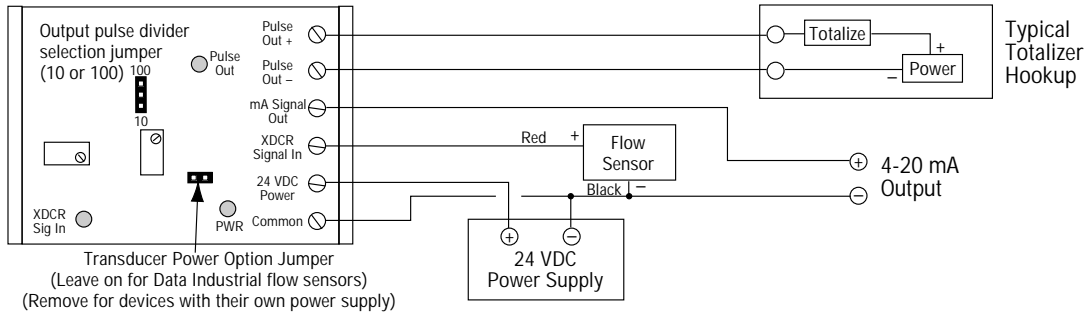 Output pulse divider
selection jumper
(10 or 100)
100
10
Pulse
Out
Pulse
Out +
Pulse
Out –
mA Signal
Out
XDCR
Signal In
24 VDC
Power
Common
PWR
XDCR
Sig In
Transducer Power Option Jumper
(Leave on for Data Industrial flow sensors)
(Remove for devices with their own power supply)
Red
+
Flow
Sensor
Black
–
+
–
24 VDC
Power Supply
Totalize
+
–
Power
Typical
Totalizer
Hookup
+
–
4-20 mA
Output